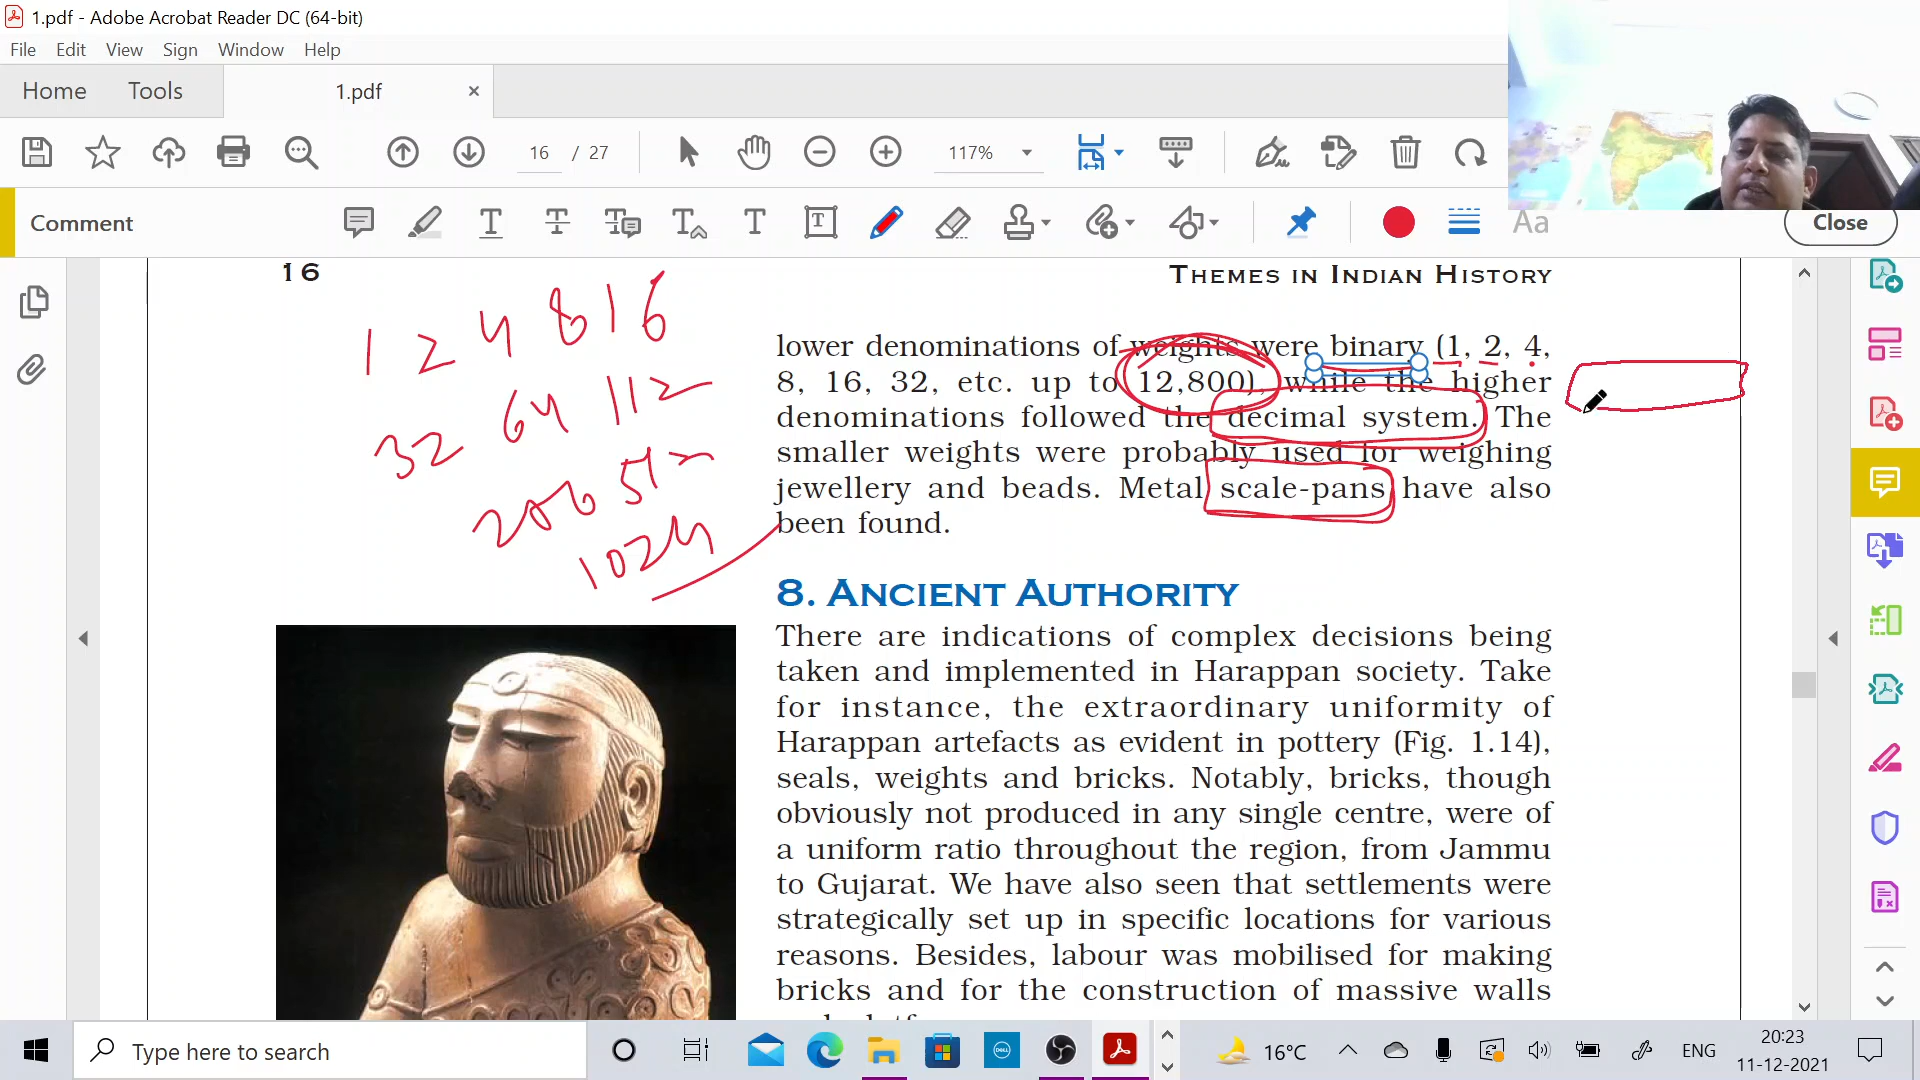 1.pdf - Adobe Acrobat Reader DC (64-bit)
File Edit View Sign Window Help
Home Tools 1.pdf ×
16 / 27 117%
Comment
Aa
Close
16 THEMES IN INDIAN HISTORY
1 2 4 8 16
32 64 112
206 512
1024
lower denominations of weights were binary (1, 2, 4,
8, 16, 32, etc. up to 12,800), while the higher
denominations followed the decimal system. The
smaller weights were probably used for weighing
jewellery and beads. Metal scale-pans have also
been found.
8. ANCIENT AUTHORITY
There are indications of complex decisions being
taken and implemented in Harappan society. Take
for instance, the extraordinary uniformity of
Harappan artefacts as evident in pottery (Fig. 1.14),
seals, weights and bricks. Notably, bricks, though
obviously not produced in any single centre, were of
a uniform ratio throughout the region, from Jammu
to Gujarat. We have also seen that settlements were
strategically set up in specific locations for various
reasons. Besides, labour was mobilised for making
bricks and for the construction of massive walls
Type here to search
DELL
16°C
ENG
20:23
11-12-2021